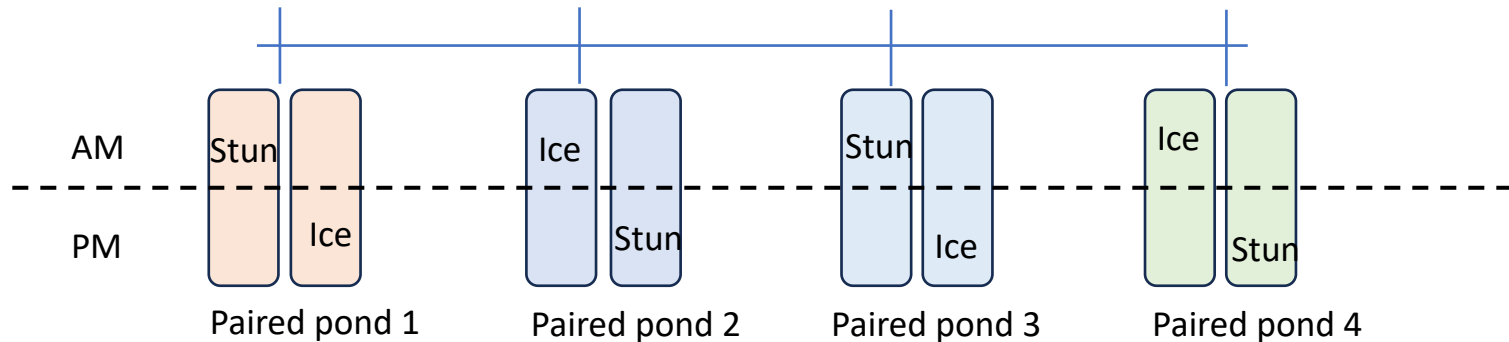 AM
Stun
Ice
Stun
Ice
PM
Ice
Stun
Ice
Stun
Paired pond 1
Paired pond 2
Paired pond 3
Paired pond 4